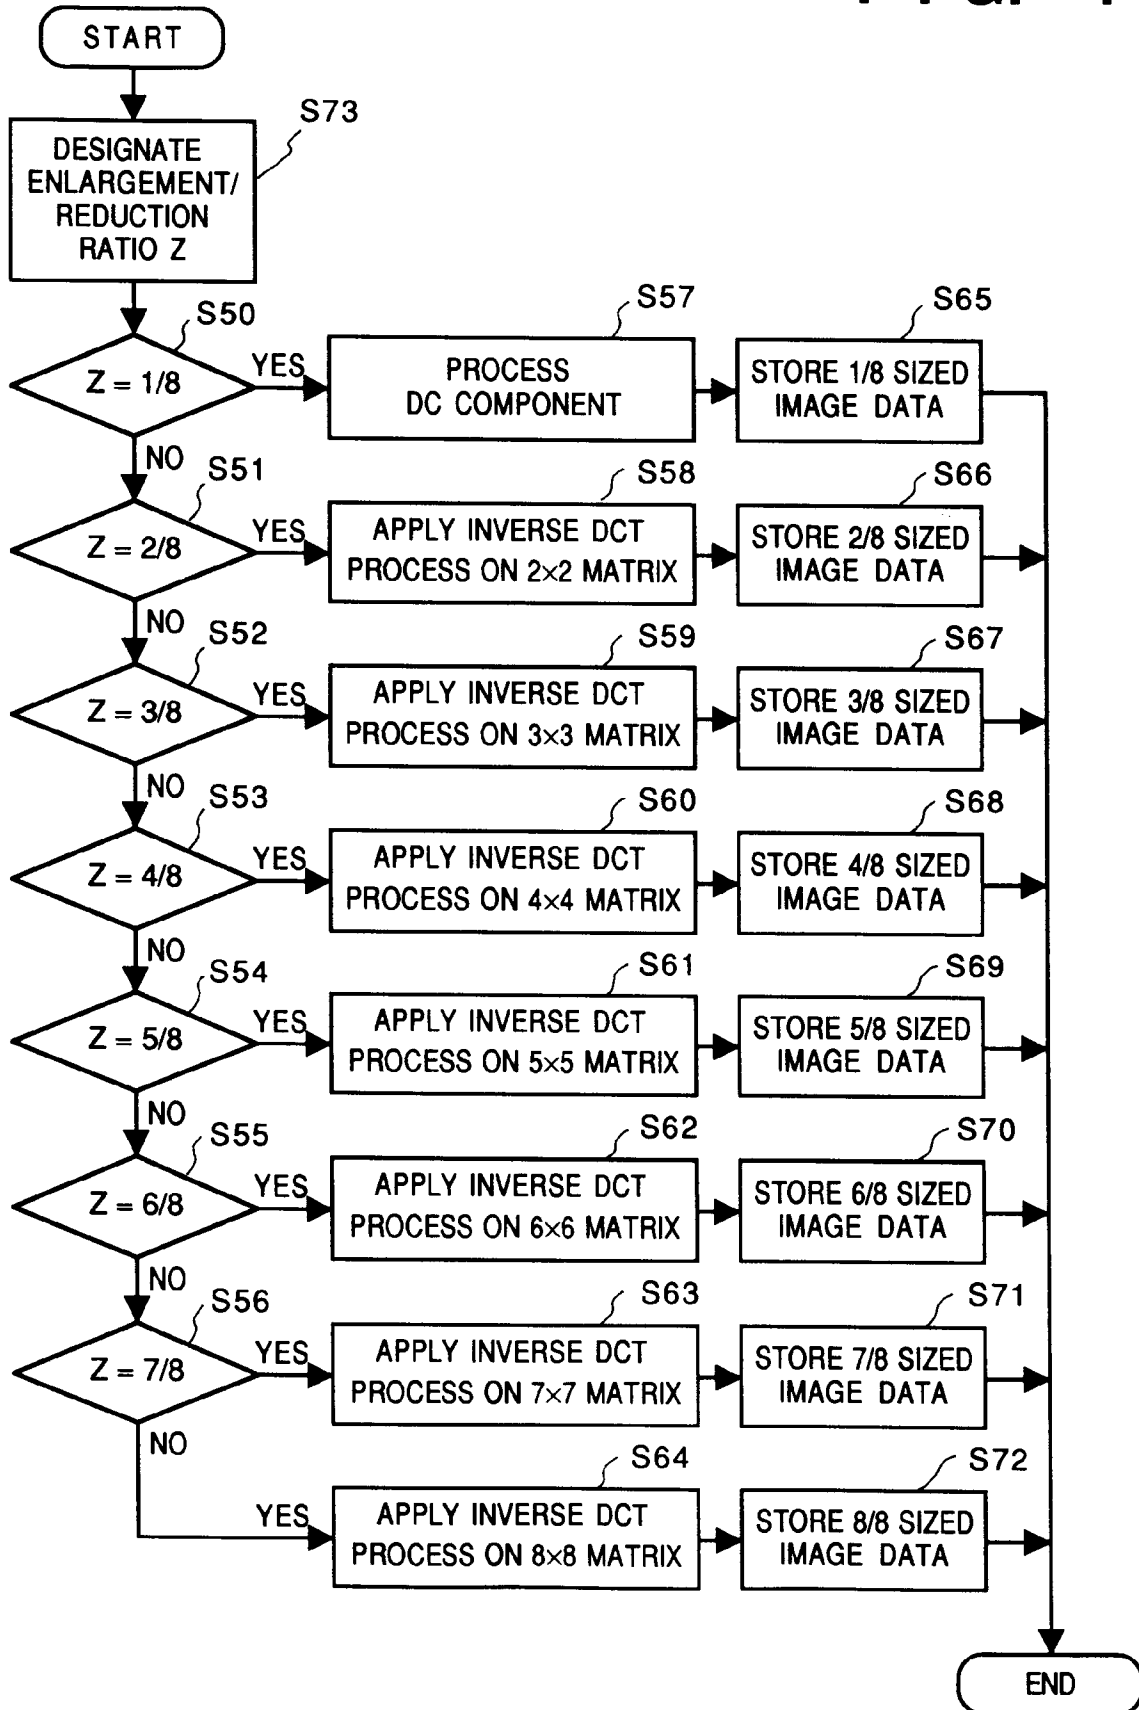 START
S73
DESIGNATE
ENLARGEMENT/
REDUCTION
RATIO Z
S50
Z = 1/8
YES
NO
S57
PROCESS
DC COMPONENT
S65
STORE 1/8 SIZED
IMAGE DATA
S51
Z = 2/8
YES
NO
S58
APPLY INVERSE DCT
PROCESS ON 2×2 MATRIX
S66
STORE 2/8 SIZED
IMAGE DATA
S52
Z = 3/8
YES
NO
S59
APPLY INVERSE DCT
PROCESS ON 3×3 MATRIX
S67
STORE 3/8 SIZED
IMAGE DATA
S53
Z = 4/8
YES
NO
S60
APPLY INVERSE DCT
PROCESS ON 4×4 MATRIX
S68
STORE 4/8 SIZED
IMAGE DATA
S54
Z = 5/8
YES
NO
S61
APPLY INVERSE DCT
PROCESS ON 5×5 MATRIX
S69
STORE 5/8 SIZED
IMAGE DATA
S55
Z = 6/8
YES
NO
S62
APPLY INVERSE DCT
PROCESS ON 6×6 MATRIX
S70
STORE 6/8 SIZED
IMAGE DATA
S56
Z = 7/8
YES
NO
S63
APPLY INVERSE DCT
PROCESS ON 7×7 MATRIX
S71
STORE 7/8 SIZED
IMAGE DATA
YES
S64
APPLY INVERSE DCT
PROCESS ON 8×8 MATRIX
S72
STORE 8/8 SIZED
IMAGE DATA
END